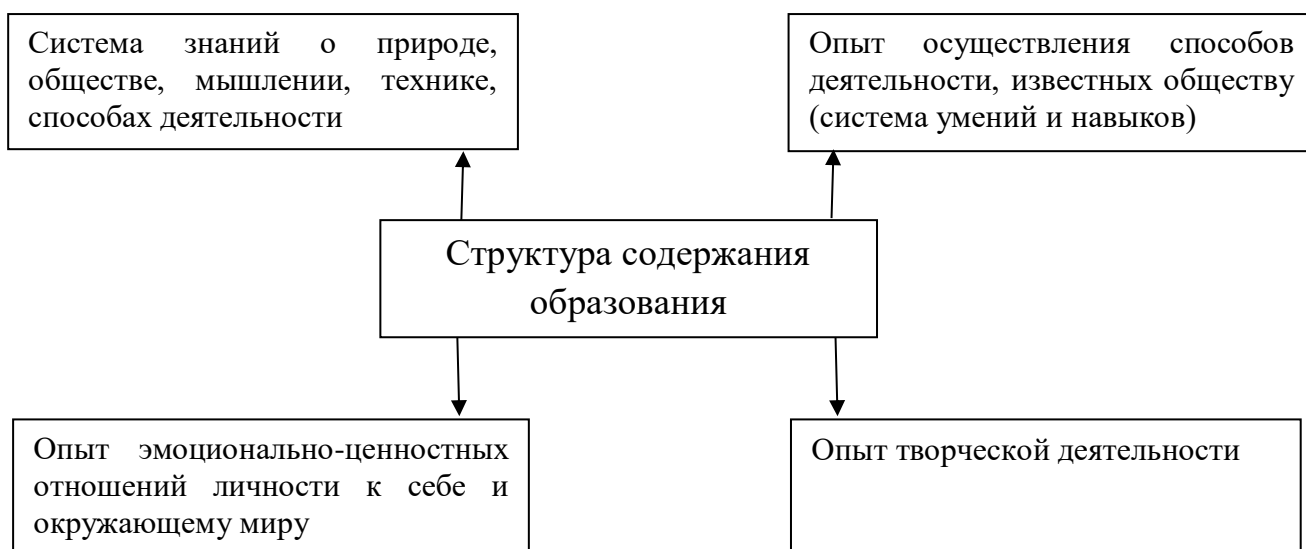 Система знаний о природе,
обществе, мышлении, технике,
способах деятельности
Опыт осуществления способов
деятельности, известных обществу
(система умений и навыков)
Структура содержания
образования
Опыт эмоционально-ценностных
отношений личности к себе и
окружающему миру
Опыт творческой деятельности